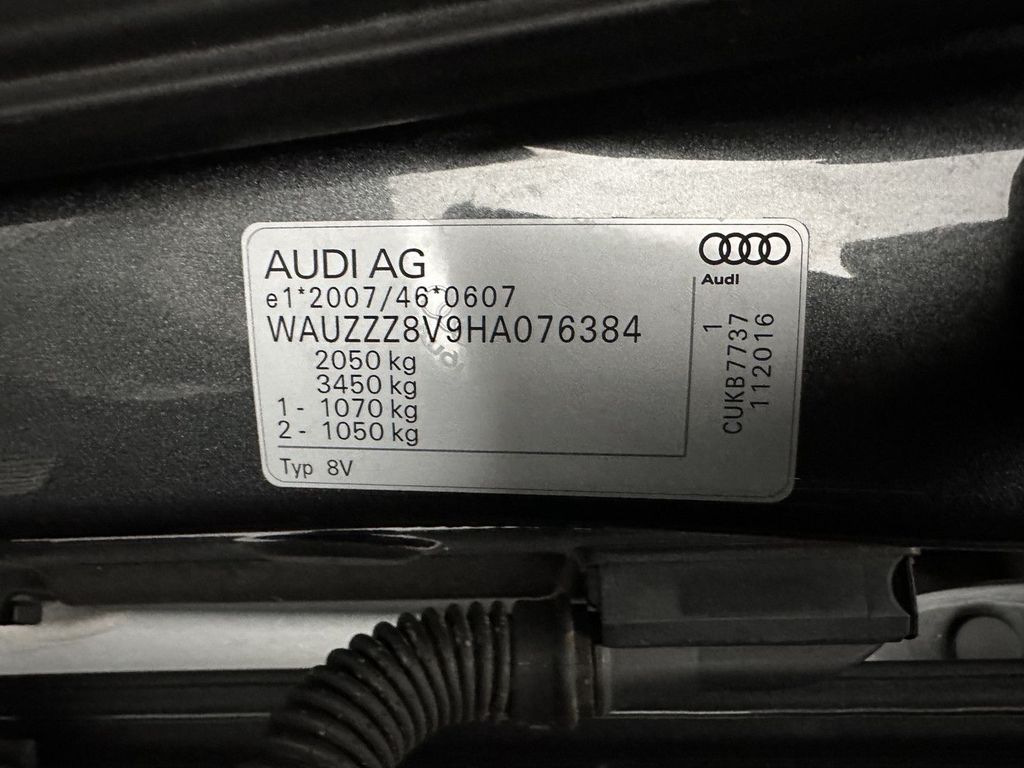 AUDI AG
e1*2007/46*0607
WAUZZZ8V9HA076384
2050 kg
3450 kg
1 - 1070 kg
2 - 1050 kg
Typ 8V
Audi
1
CUKB7737
112016
Audi